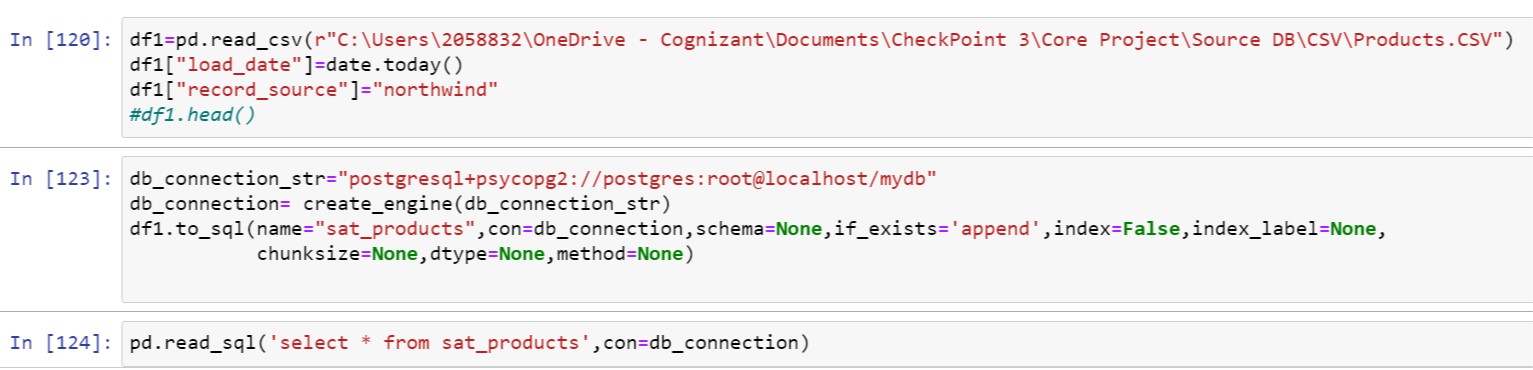 In [120]: df1=pd.read_csv(r"C:\Users\2058832\OneDrive - Cognizant\Documents\CheckPoint 3\Core Project\Source DB\CSV\Products.CSV")
df1["load_date"]=date.today()
df1["record_source"]="northwind"
#df1.head()
In [123]: db_connection_str="postgresql+psycopg2://postgres:root@localhost/mydb"
db_connection= create_engine(db_connection_str)
df1.to_sql(name="sat_products",con=db_connection,schema=None,if_exists='append',index=False,index_label=None,
chunksize=None,dtype=None,method=None)
In [124]: pd.read_sql('select * from sat_products',con=db_connection)